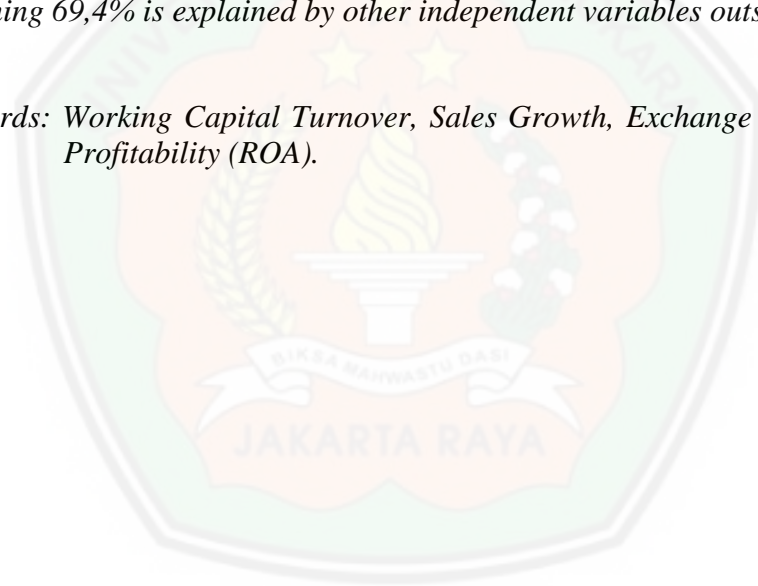 ning 69,4% is explained by other independent variables outs
rds: Working Capital Turnover, Sales Growth, Exchange
Profitability (ROA).
BIKSA MAHWASTU DASI
JAKARTA RAYA